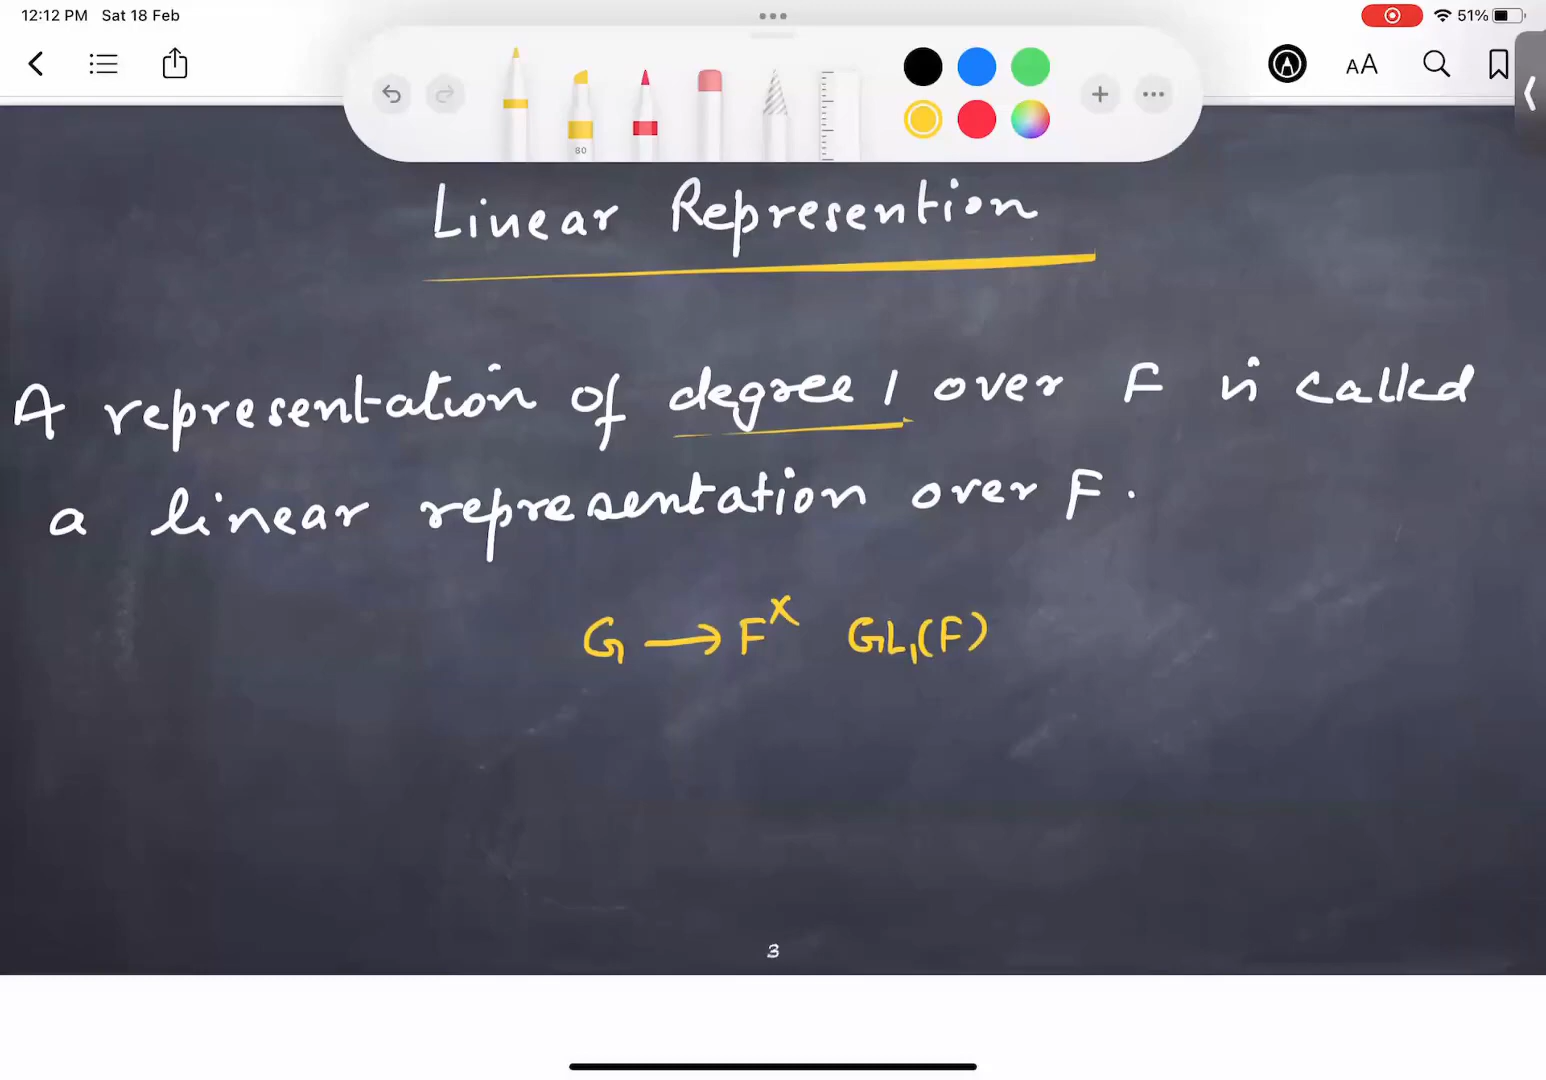 12:12 PM Sat 18 Feb
51%
AA
80
Linear Represention
A representation of degree 1 over F is called
a linear representation over F.
G → F^× GL₁(F)
3